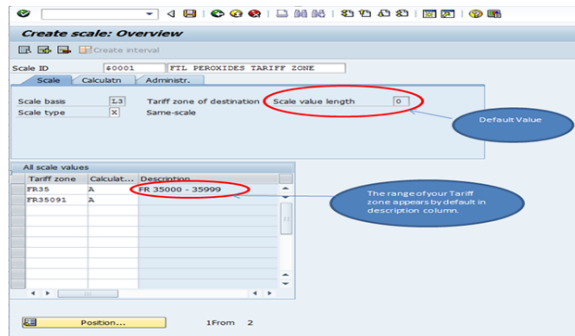 Create scale: Overview
Create interval
Scale ID $0001 FTL PEROXIDES TARIFF ZONE
Scale Calculatn Administr.
Scale basis L3 Tariff zone of destination Scale value length 0
Scale type X Same-scale
Default Value
All scale values
Tariff zone Calculat... Description
FR35 A FR 35000 - 35999
FR35091 A
The range of your Tariff
zone appears by default in
description column.
Position... 1From 2